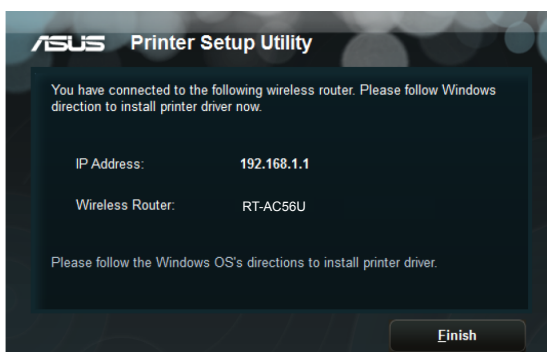 ASUS Printer Setup Utility
You have connected to the following wireless router. Please follow Windows
direction to install printer driver now.
IP Address: 192.168.1.1
Wireless Router: RT-AC56U
Please follow the Windows OS's directions to install printer driver.
Finish